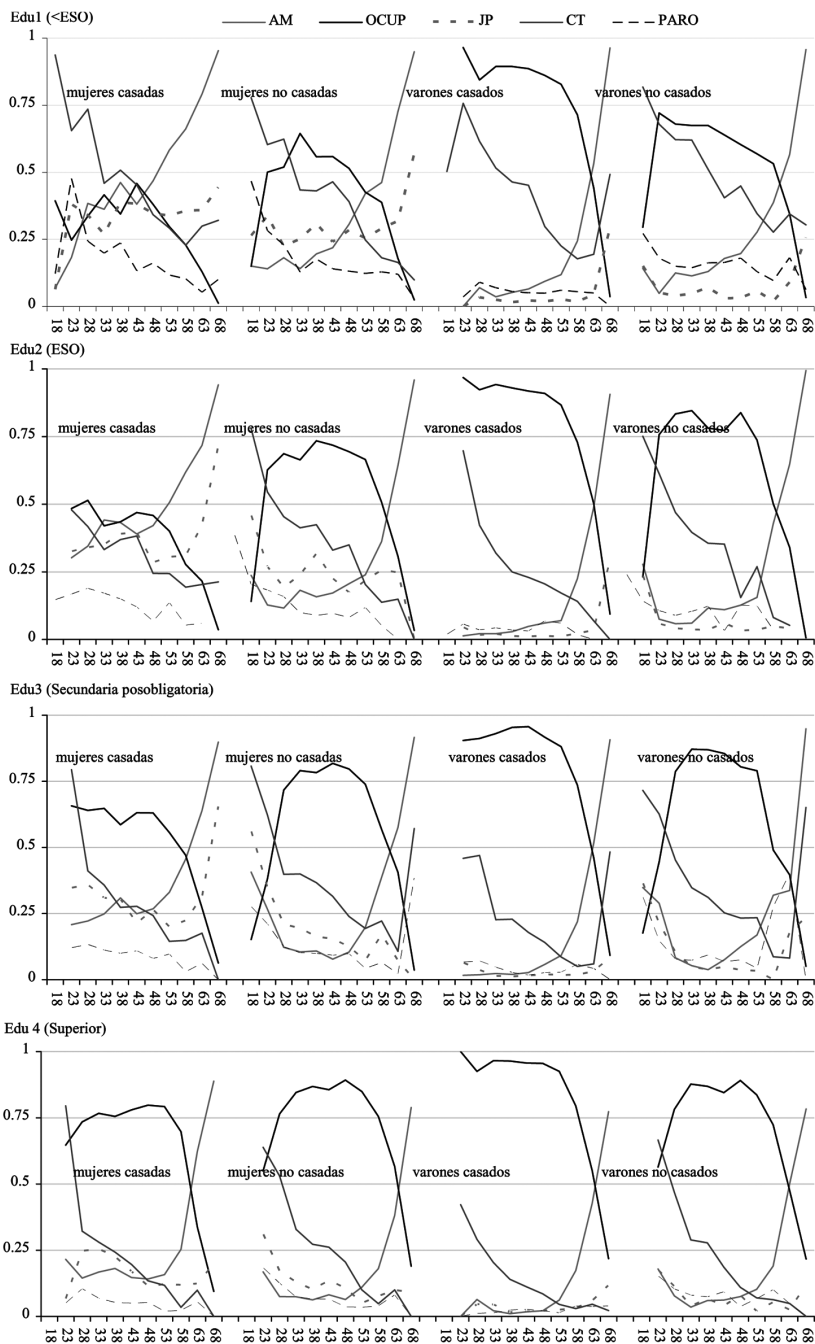 Edu1 (<ESO)
AM OCUP JP CT PARO
1
mujeres casadas mujeres no casadas varones casados varones no casados
0.75
0.5
0.25
0
18 23 28 33 38 43 48 53 58 63 68 18 23 28 33 38 43 48 53 58 63 68 18 23 28 33 38 43 48 53 58 63 68 18 23 28 33 38 43 48 53 58 63 68
Edu2 (ESO)
1
mujeres casadas mujeres no casadas varones casados varones no casados
0.75
0.5
0.25
0
18 23 28 33 38 43 48 53 58 63 68 18 23 28 33 38 43 48 53 58 63 68 18 23 28 33 38 43 48 53 58 63 68 18 23 28 33 38 43 48 53 58 63 68
Edu3 (Secundaria posobligatoria)
1
mujeres casadas mujeres no casadas varones casados varones no casados
0.75
0.5
0.25
0
18 23 28 33 38 43 48 53 58 63 68 18 23 28 33 38 43 48 53 58 63 68 18 23 28 33 38 43 48 53 58 63 68 18 23 28 33 38 43 48 53 58 63 68
Edu 4 (Superior)
1
0.75
mujeres casadas mujeres no casadas varones casados varones no casados
0.5
0.25
0
18 23 28 33 38 43 48 53 58 63 68 18 23 28 33 38 43 48 53 58 63 68 18 23 28 33 38 43 48 53 58 63 68 18 23 28 33 38 43 48 53 58 63 68